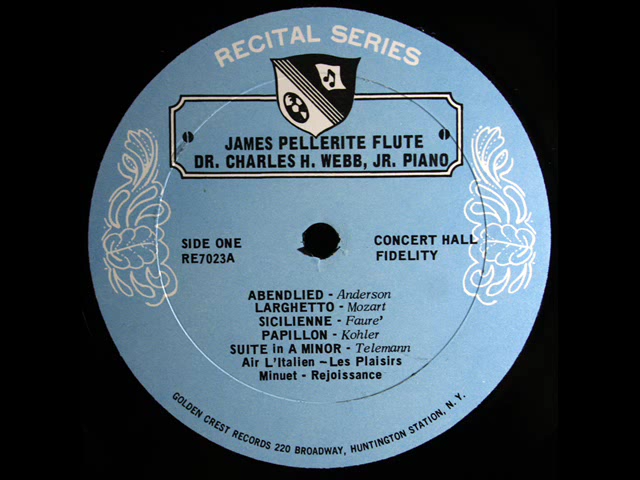 RECITAL SERIES
JAMES PELLERITE FLUTE
DR. CHARLES H. WEBB, JR. PIANO
SIDE ONE
RE7023A
CONCERT HALL
FIDELITY
ABENDLIED - Anderson
LARGHETTO - Mozart
SICILIENNE - Faure'
PAPILLON - Kohler
SUITE in A MINOR - Telemann
Air L'Italien - Les Plaisirs
Minuet - Rejoissance
GOLDEN CREST RECORDS 220 BROADWAY, HUNTINGTON STATION, N. Y.